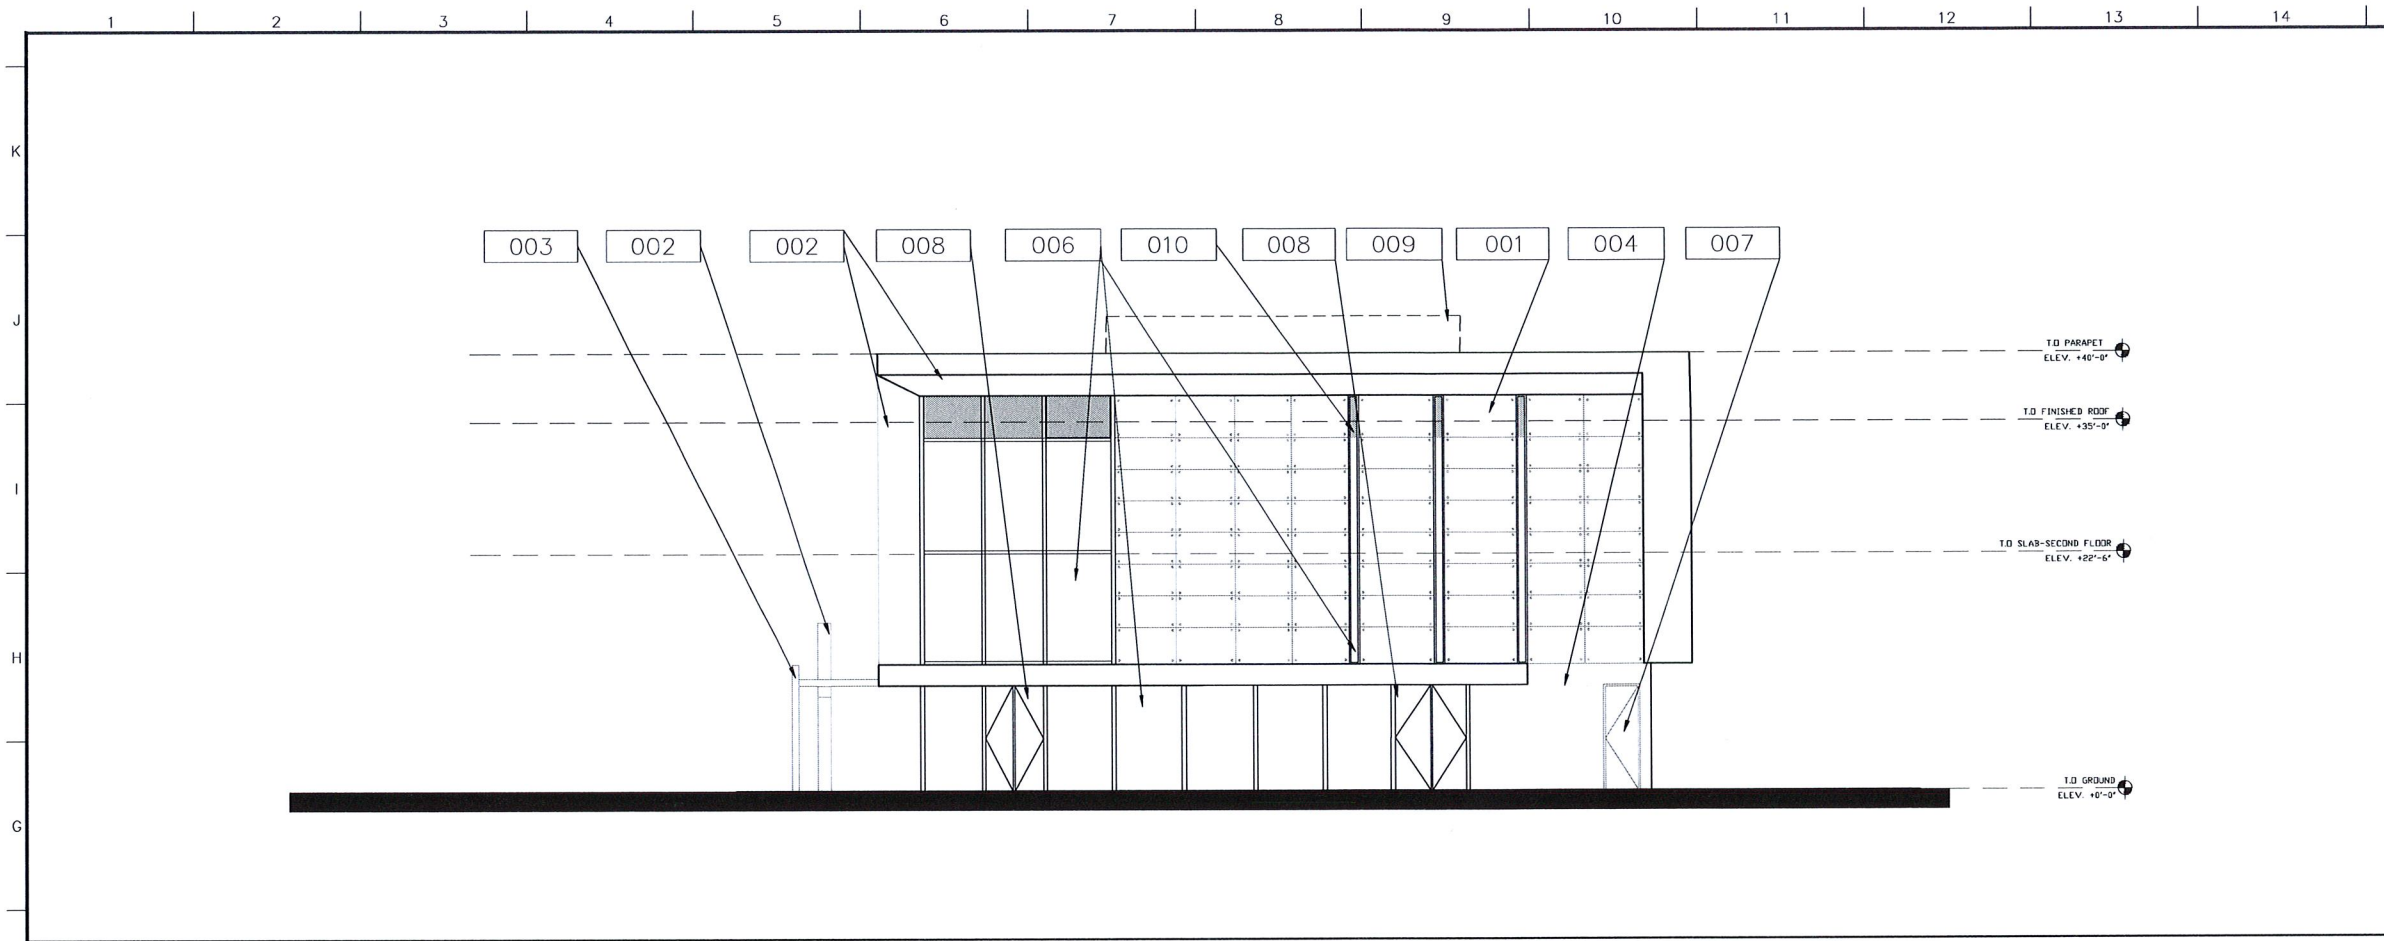 1 2 3 4 5 6 7 8 9 10 11 12 13 14
K
003 002 002 008 006 010 008 009 001 004 007
J
T.O PARAPET
ELEV. +40'-0"
T.O FINISHED ROOF
ELEV. +35'-0"
I
T.O SLAB-SECOND FLOOR
ELEV. +22'-6"
H
T.O GROUND
ELEV. +0'-0"
G